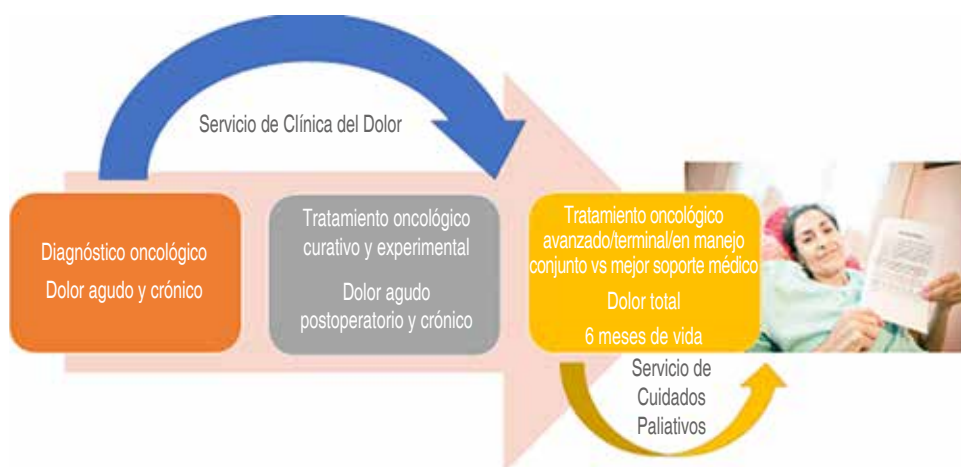 Servicio de Clínica del Dolor
Diagnóstico oncológico
Dolor agudo y crónico
Tratamiento oncológico
curativo y experimental
Dolor agudo
postoperatorio y crónico
Tratamiento oncológico
avanzado/terminal/en manejo
conjunto vs mejor soporte médico
Dolor total
6 meses de vida
Servicio de
Cuidados
Paliativos